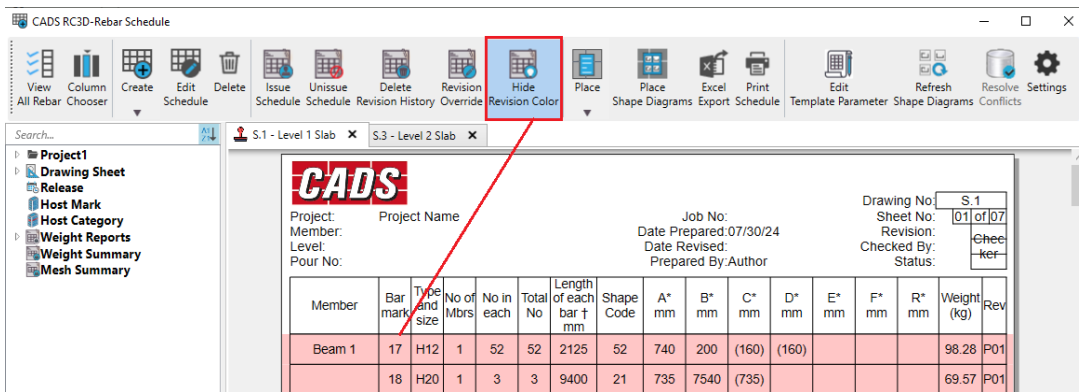 CADS RC3D-Rebar Schedule
View
All Rebar
Column
Chooser
Create
Edit
Schedule
Delete
Issue
Schedule
Unissue
Schedule
Delete
Revision History
Revision
Override
Hide
Revision Color
Place
Place
Shape Diagrams
Excel
Export
Print
Schedule
Edit
Template Parameter
Refresh
Shape Diagrams
Resolve
Conflicts
Settings
Search...
S.1 - Level 1 Slab
S.3 - Level 2 Slab
Project1
Drawing Sheet
Release
Host Mark
Host Category
Weight Reports
Weight Summary
Mesh Summary
CADS
Project: Project Name
Member:
Level:
Pour No:
Job No:
Date Prepared:07/30/24
Date Revised:
Prepared By:Author
Drawing No: S.1
Sheet No: 01 of 07
Revision:
Checked By: Chec
ker
Status:
Member
Bar
mark
Type
and
size
No of
Mbrs
No in
each
Total
No
Length
of each
bar †
mm
Shape
Code
A*
mm
B*
mm
C*
mm
D*
mm
E*
mm
F*
mm
R*
mm
Weight
(kg)
Rev
Beam 1 17 H12 1 52 52 2125 52 740 200 (160) (160) 98.28 P01
18 H20 1 3 3 9400 21 735 7540 (735) 69.57 P01